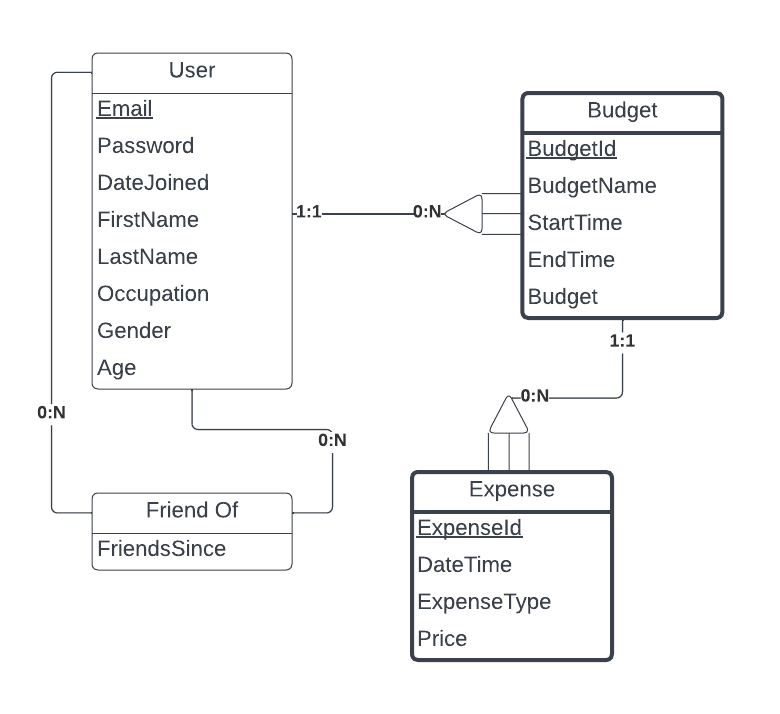 User
Email
Password
DateJoined
FirstName
LastName
Occupation
Gender
Age
1:1
0:N
Budget
BudgetId
BudgetName
StartTime
EndTime
Budget
1:1
0:N
0:N
0:N
Friend Of
FriendsSince
Expense
ExpenseId
DateTime
ExpenseType
Price